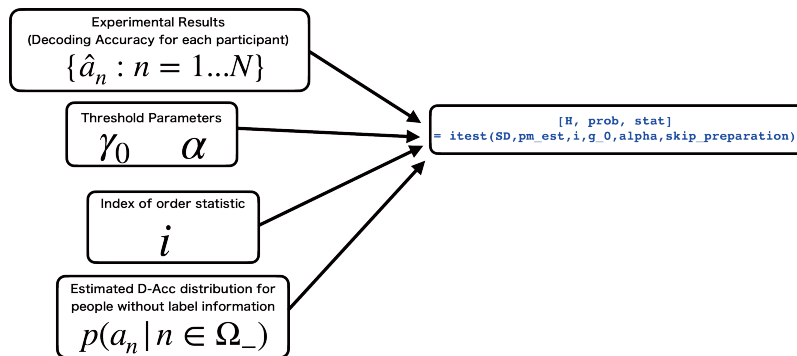 Experimental Results
(Decoding Accuracy for each participant)
{âₙ : n = 1...N}
Threshold Parameters
γ₀ α
Index of order statistic
i
Estimated D-Acc distribution for
people without label information
p(aₙ|n ∈ Ω₋)
[H, prob, stat]
= itest(SD,pm_est,i,g_0,alpha,skip_preparation)